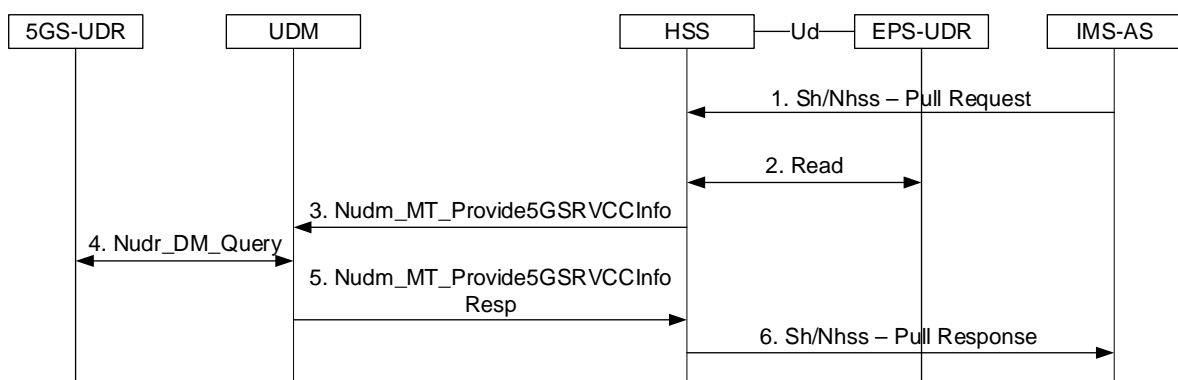 5GS-UDR
UDM
HSS
Ud
EPS-UDR
IMS-AS
1. Sh/Nhss – Pull Request
2. Read
3. Nudm_MT_Provide5GSRVCCInfo
4. Nudr_DM_Query
5. Nudm_MT_Provide5GSRVCCInfo
Resp
6. Sh/Nhss – Pull Response